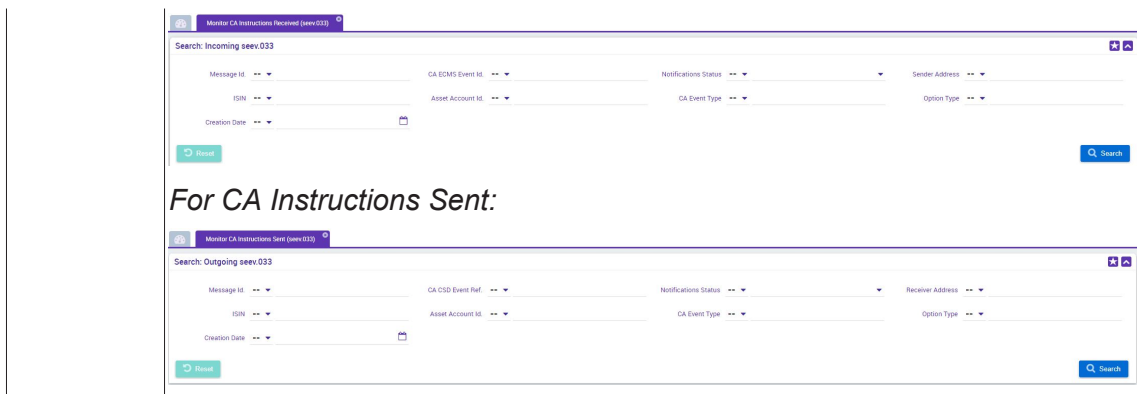 Monitor CA Instructions Received (seev.033)
Search: Incoming seev.033
Message Id. -- CA ECMS Event Id. -- Notifications Status -- Sender Address --
ISIN -- Asset Account Id. -- CA Event Type -- Option Type --
Creation Date --
Reset Search
For CA Instructions Sent:
Monitor CA Instructions Sent (seev.033)
Search: Outgoing seev.033
Message Id. -- CA CSD Event Ref. -- Notifications Status -- Receiver Address --
ISIN -- Asset Account Id. -- CA Event Type -- Option Type --
Creation Date --
Reset Search